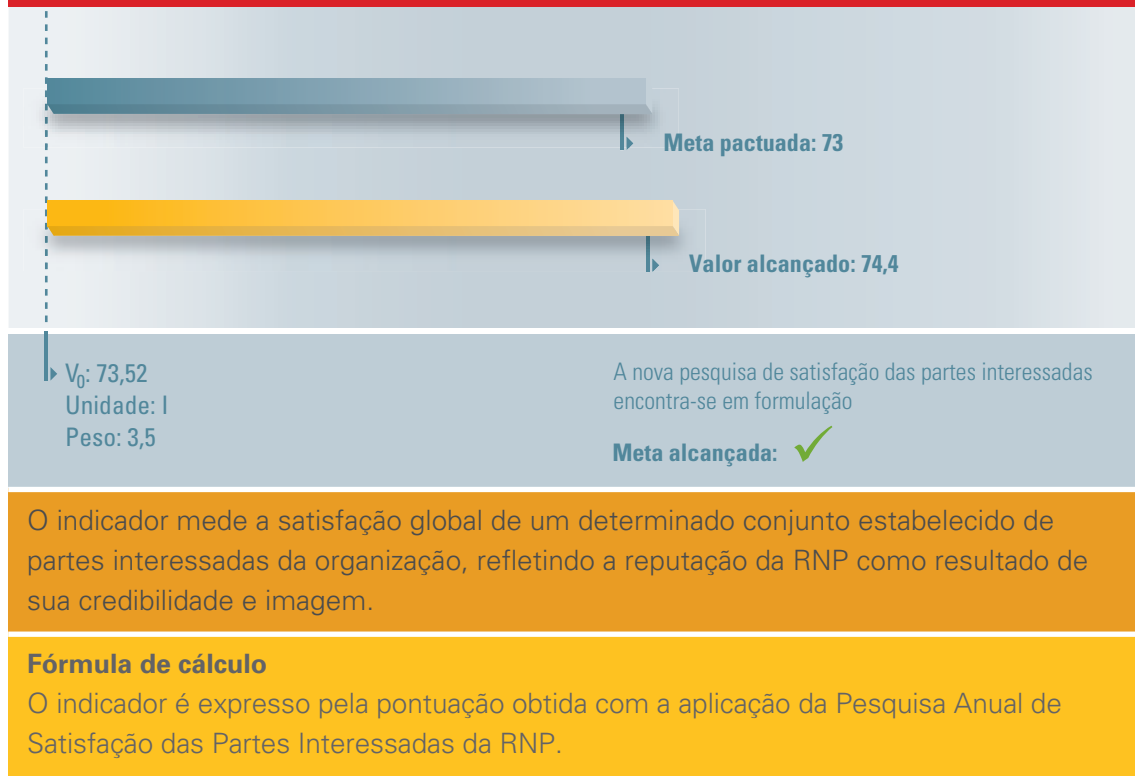 Meta pactuada: 73
Valor alcançado: 74,4
V0: 73,52
Unidade: I
Peso: 3,5
A nova pesquisa de satisfação das partes interessadas
encontra-se em formulação
Meta alcançada:
O indicador mede a satisfação global de um determinado conjunto estabelecido de
partes interessadas da organização, refletindo a reputação da RNP como resultado de
sua credibilidade e imagem.
Fórmula de cálculo
O indicador é expresso pela pontuação obtida com a aplicação da Pesquisa Anual de
Satisfação das Partes Interessadas da RNP.